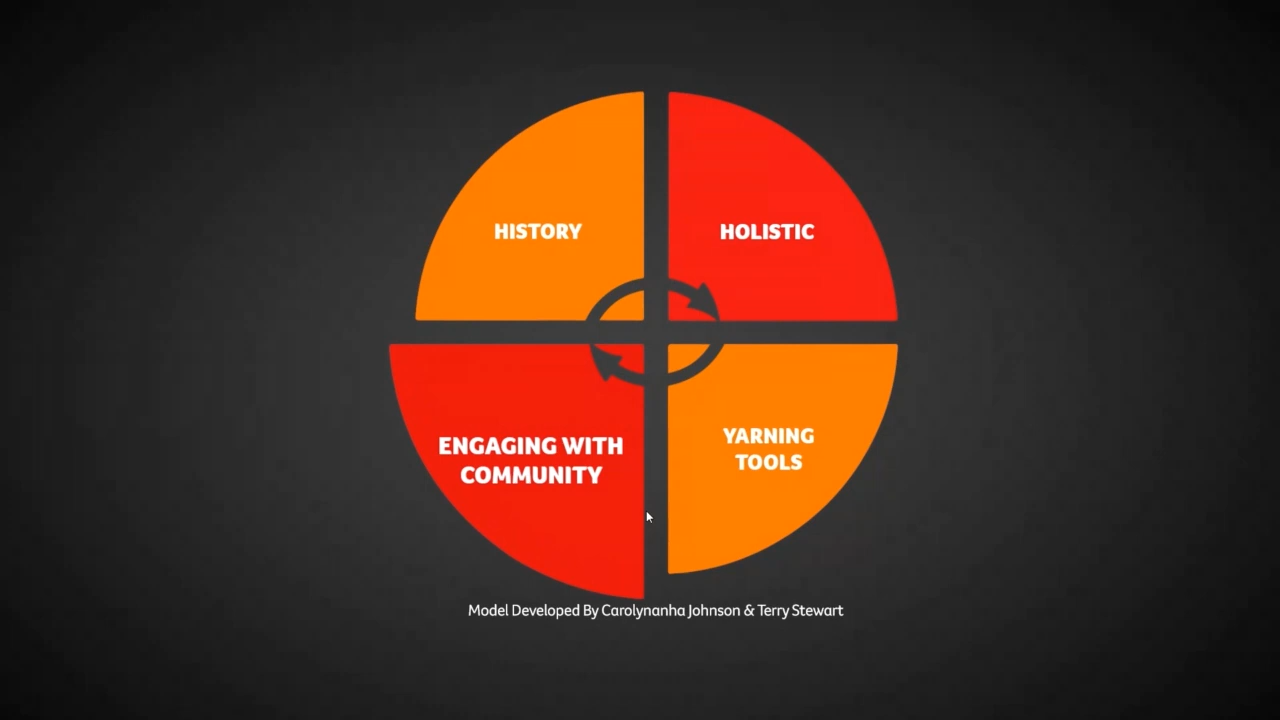 HISTORY
HOLISTIC
ENGAGING WITH
COMMUNITY
YARNING
TOOLS
Model Developed By Carolynanha Johnson & Terry Stewart